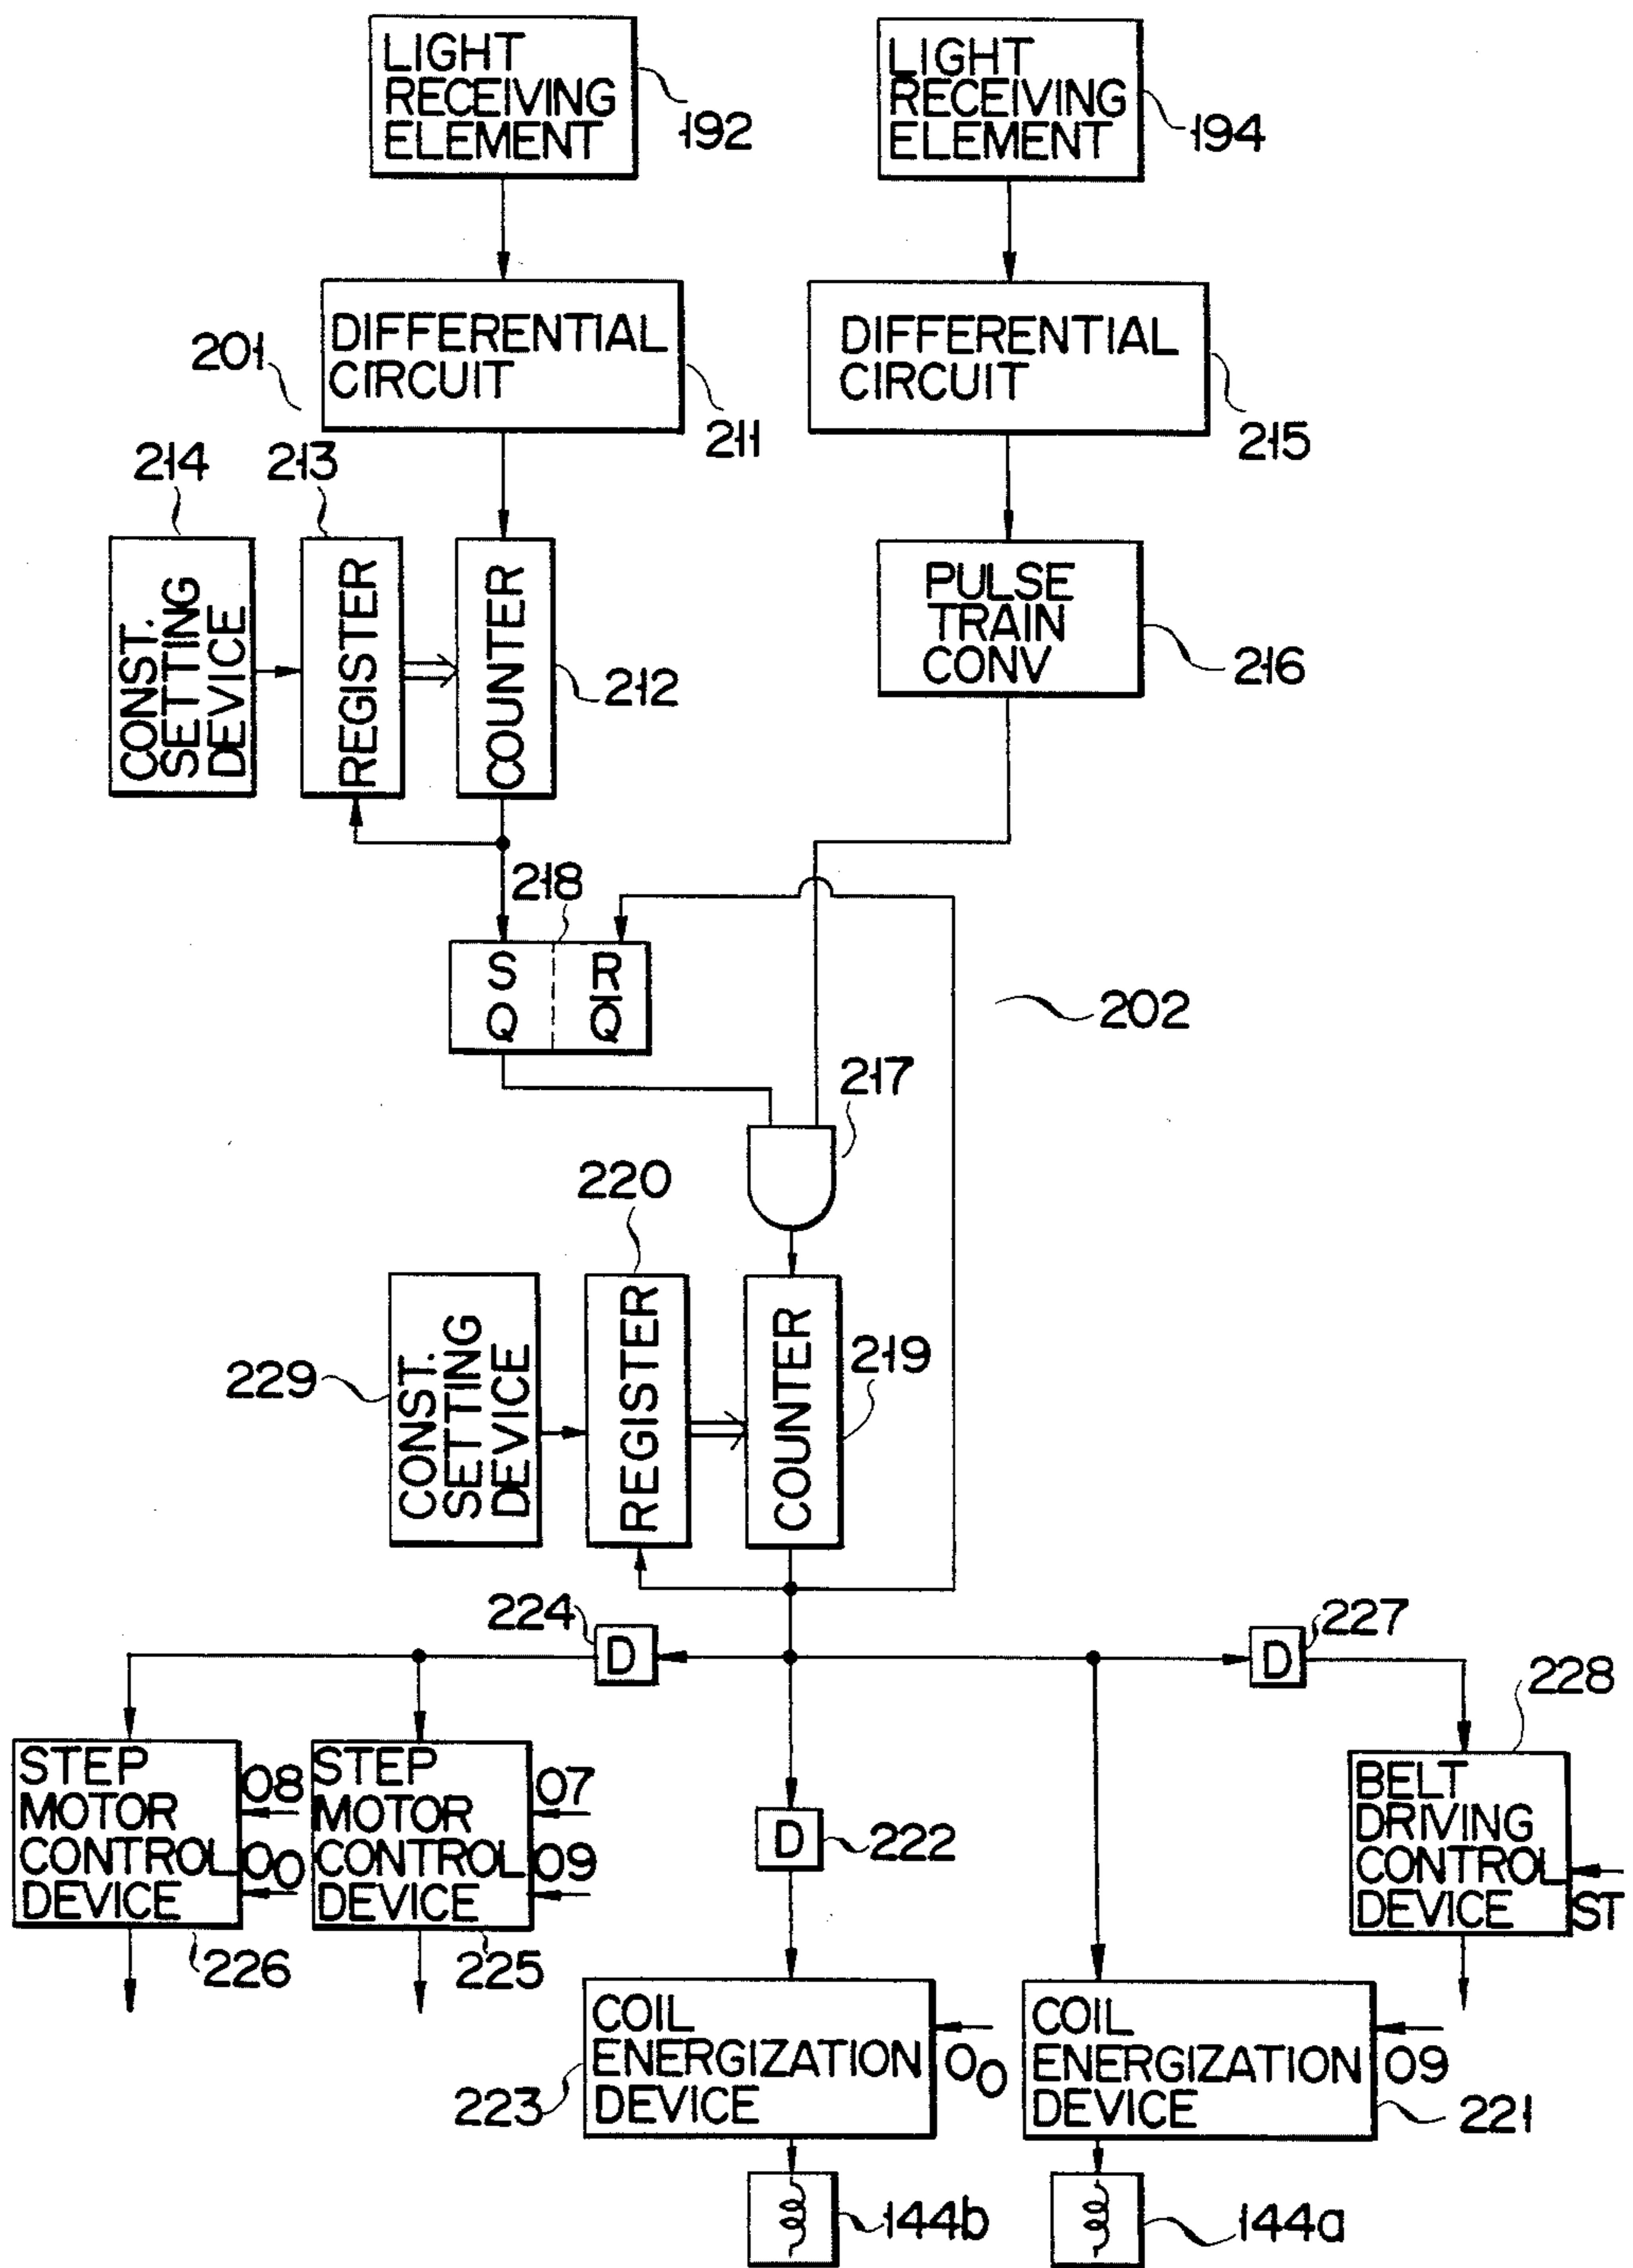 LIGHT
RECEIVING
ELEMENT
192
LIGHT
RECEIVING
ELEMENT
194
201
DIFFERENTIAL
CIRCUIT
211
DIFFERENTIAL
CIRCUIT
215
214
213
CONST.
SETTING
DEVICE
REGISTER
COUNTER
212
PULSE
TRAIN
CONV
216
218
S
R
Q
Q̅
202
217
220
229
CONST.
SETTING
DEVICE
REGISTER
COUNTER
219
224
D
D
227
228
STEP
MOTOR
CONTROL
DEVICE
08
O0
226
STEP
MOTOR
CONTROL
DEVICE
07
09
225
D
222
BELT
DRIVING
CONTROL
DEVICE
ST
COIL
ENERGIZATION
DEVICE
O0
223
COIL
ENERGIZATION
DEVICE
09
221
144b
144a